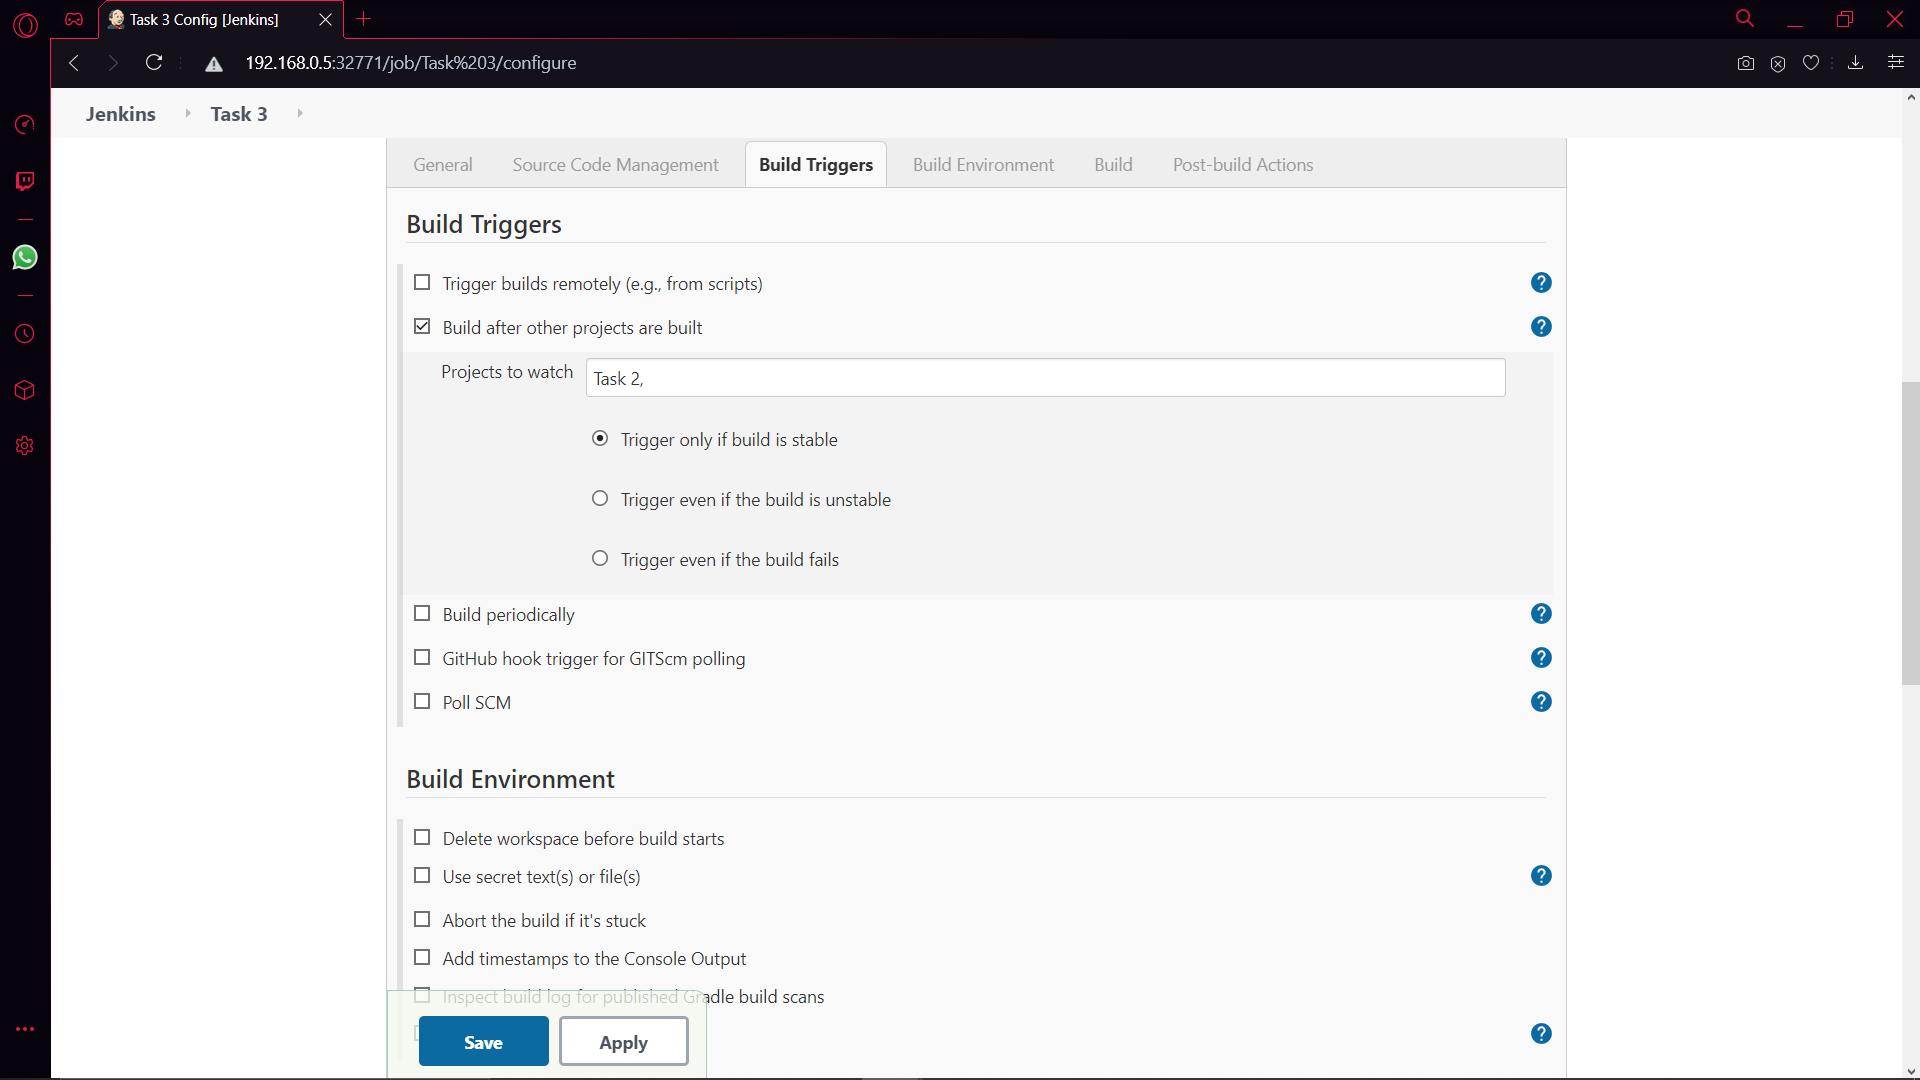 Task 3 Config [Jenkins]
192.168.0.5:32771/job/Task%203/configure
Jenkins Task 3
General Source Code Management Build Triggers Build Environment Build Post-build Actions
Build Triggers
Trigger builds remotely (e.g., from scripts)
Build after other projects are built
Projects to watch Task 2,
Trigger only if build is stable
Trigger even if the build is unstable
Trigger even if the build fails
Build periodically
GitHub hook trigger for GITScm polling
Poll SCM
Build Environment
Delete workspace before build starts
Use secret text(s) or file(s)
Abort the build if it's stuck
Add timestamps to the Console Output
Inspect build log for published Gradle build scans
Save Apply